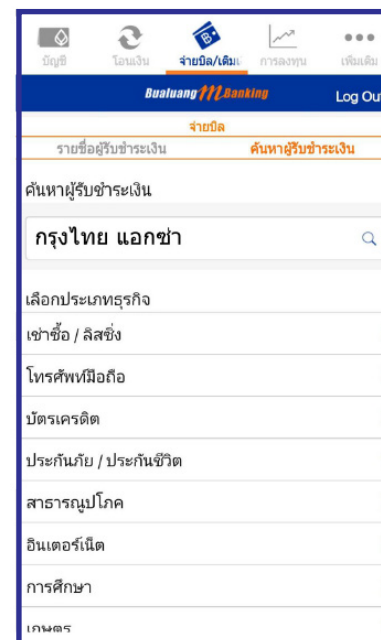 บัญชี โอนเงิน จ่ายบิล/เติมเ การลงทุน เพิ่มเติม
Bualuang mBanking Log Out
จ่ายบิล
รายชื่อผู้รับชำระเงิน ค้นหาผู้รับชำระเงิน
ค้นหาผู้รับชำระเงิน
กรุงไทย แอกซ่า
เลือกประเภทธุรกิจ
เช่าซื้อ / ลิสซิ่ง
โทรศัพท์มือถือ
บัตรเครดิต
ประกันภัย / ประกันชีวิต
สาธารณูปโภค
อินเตอร์เน็ต
การศึกษา
เกษตร